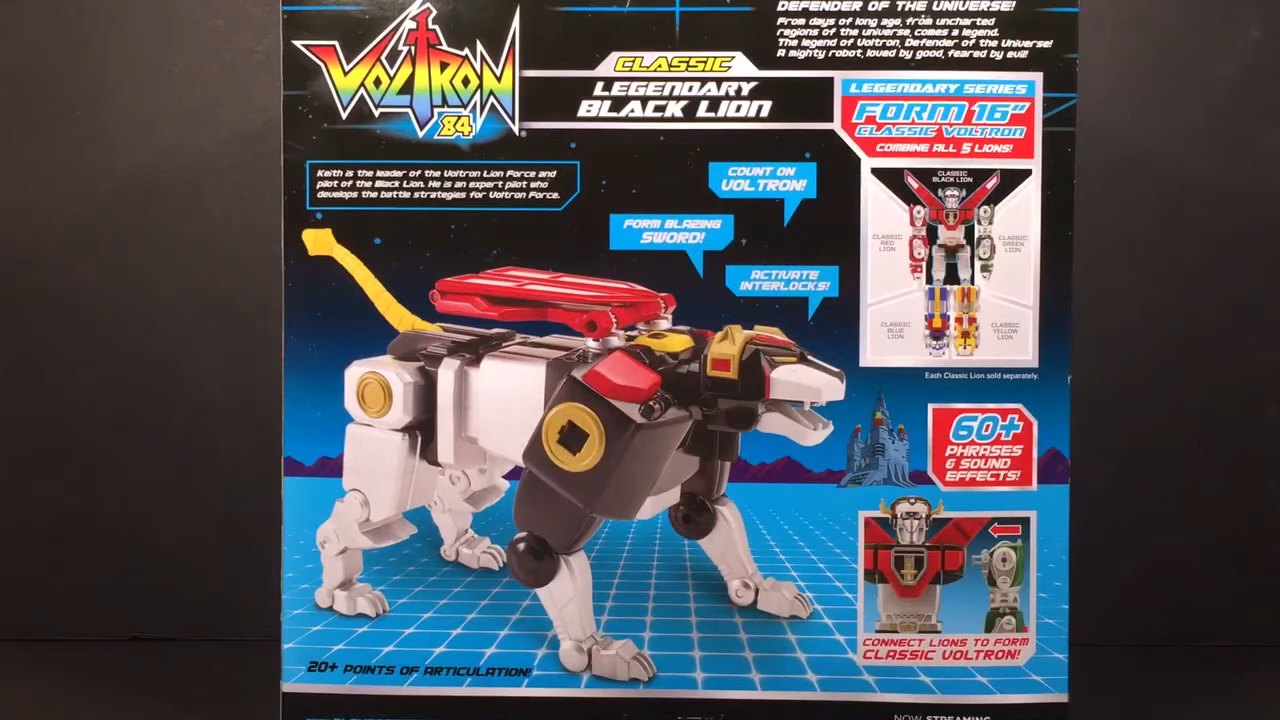 DEFENDER OF THE UNIVERSE!
From days of long ago, from uncharted
regions of the universe, comes a legend.
The legend of Voltron, Defender of the Universe!
A mighty robot, loved by good, feared by evil!
VOLTRON
84
CLASSIC
LEGENDARY
BLACK LION
LEGENDARY SERIES
FORM 16"
CLASSIC VOLTRON
COMBINE ALL 5 LIONS!
Keith is the leader of the Voltron Lion Force and
pilot of the Black Lion. He is an expert pilot who
develops the battle strategies for Voltron Force.
COUNT ON
VOLTRON!
FORM BLAZING
SWORD!
ACTIVATE
INTERLOCKS!
CLASSIC
BLACK LION
CLASSIC
RED
LION
CLASSIC
GREEN
LION
CLASSIC
BLUE
LION
CLASSIC
YELLOW
LION
Each Classic Lion sold separately.
60+
PHRASES
& SOUND
EFFECTS!
CONNECT LIONS TO FORM
CLASSIC VOLTRON!
20+ POINTS OF ARTICULATION!
NOW STREAMING